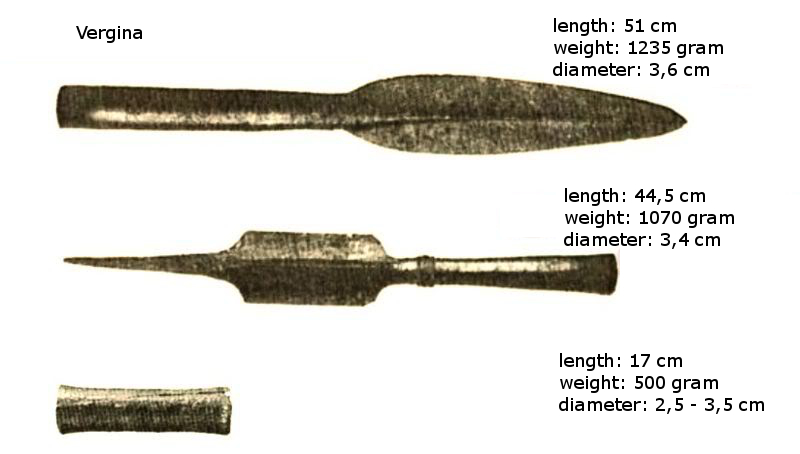 Vergina
length: 51 cm
weight: 1235 gram
diameter: 3,6 cm
length: 44,5 cm
weight: 1070 gram
diameter: 3,4 cm
length: 17 cm
weight: 500 gram
diameter: 2,5 - 3,5 cm